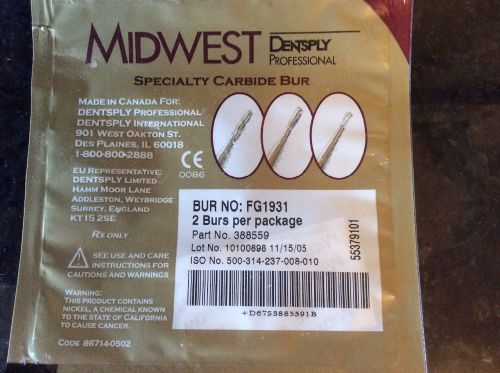 MIDWEST DENTSPLY
PROFESSIONAL
SPECIALTY CARBIDE BUR
MADE IN CANADA FOR:
DENTSPLY PROFESSIONAL/
DENTSPLY INTERNATIONAL
901 WEST OAKTON ST.
DES PLAINES, IL 60018
1-800-800-2888
CE
0086
EU REPRESENTATIVE:
DENTSPLY LIMITED
HAMM MOOR LANE
ADDLESTON, WEYBRIDGE
SURREY, ENGLAND
KT15 2SE
RX ONLY
SEE USE AND CARE
INSTRUCTIONS FOR
CAUTIONS AND WARNINGS
WARNING:
THIS PRODUCT CONTAINS
NICKEL, A CHEMICAL KNOWN
TO THE STATE OF CALIFORNIA
TO CAUSE CANCER.
CODE 86714-0502
BUR NO: FG1931
2 Burs per package
Part No. 388559
Lot No. 10100898 11/15/05
ISO No. 500-314-237-008-010
55379101
+D67S3885591B